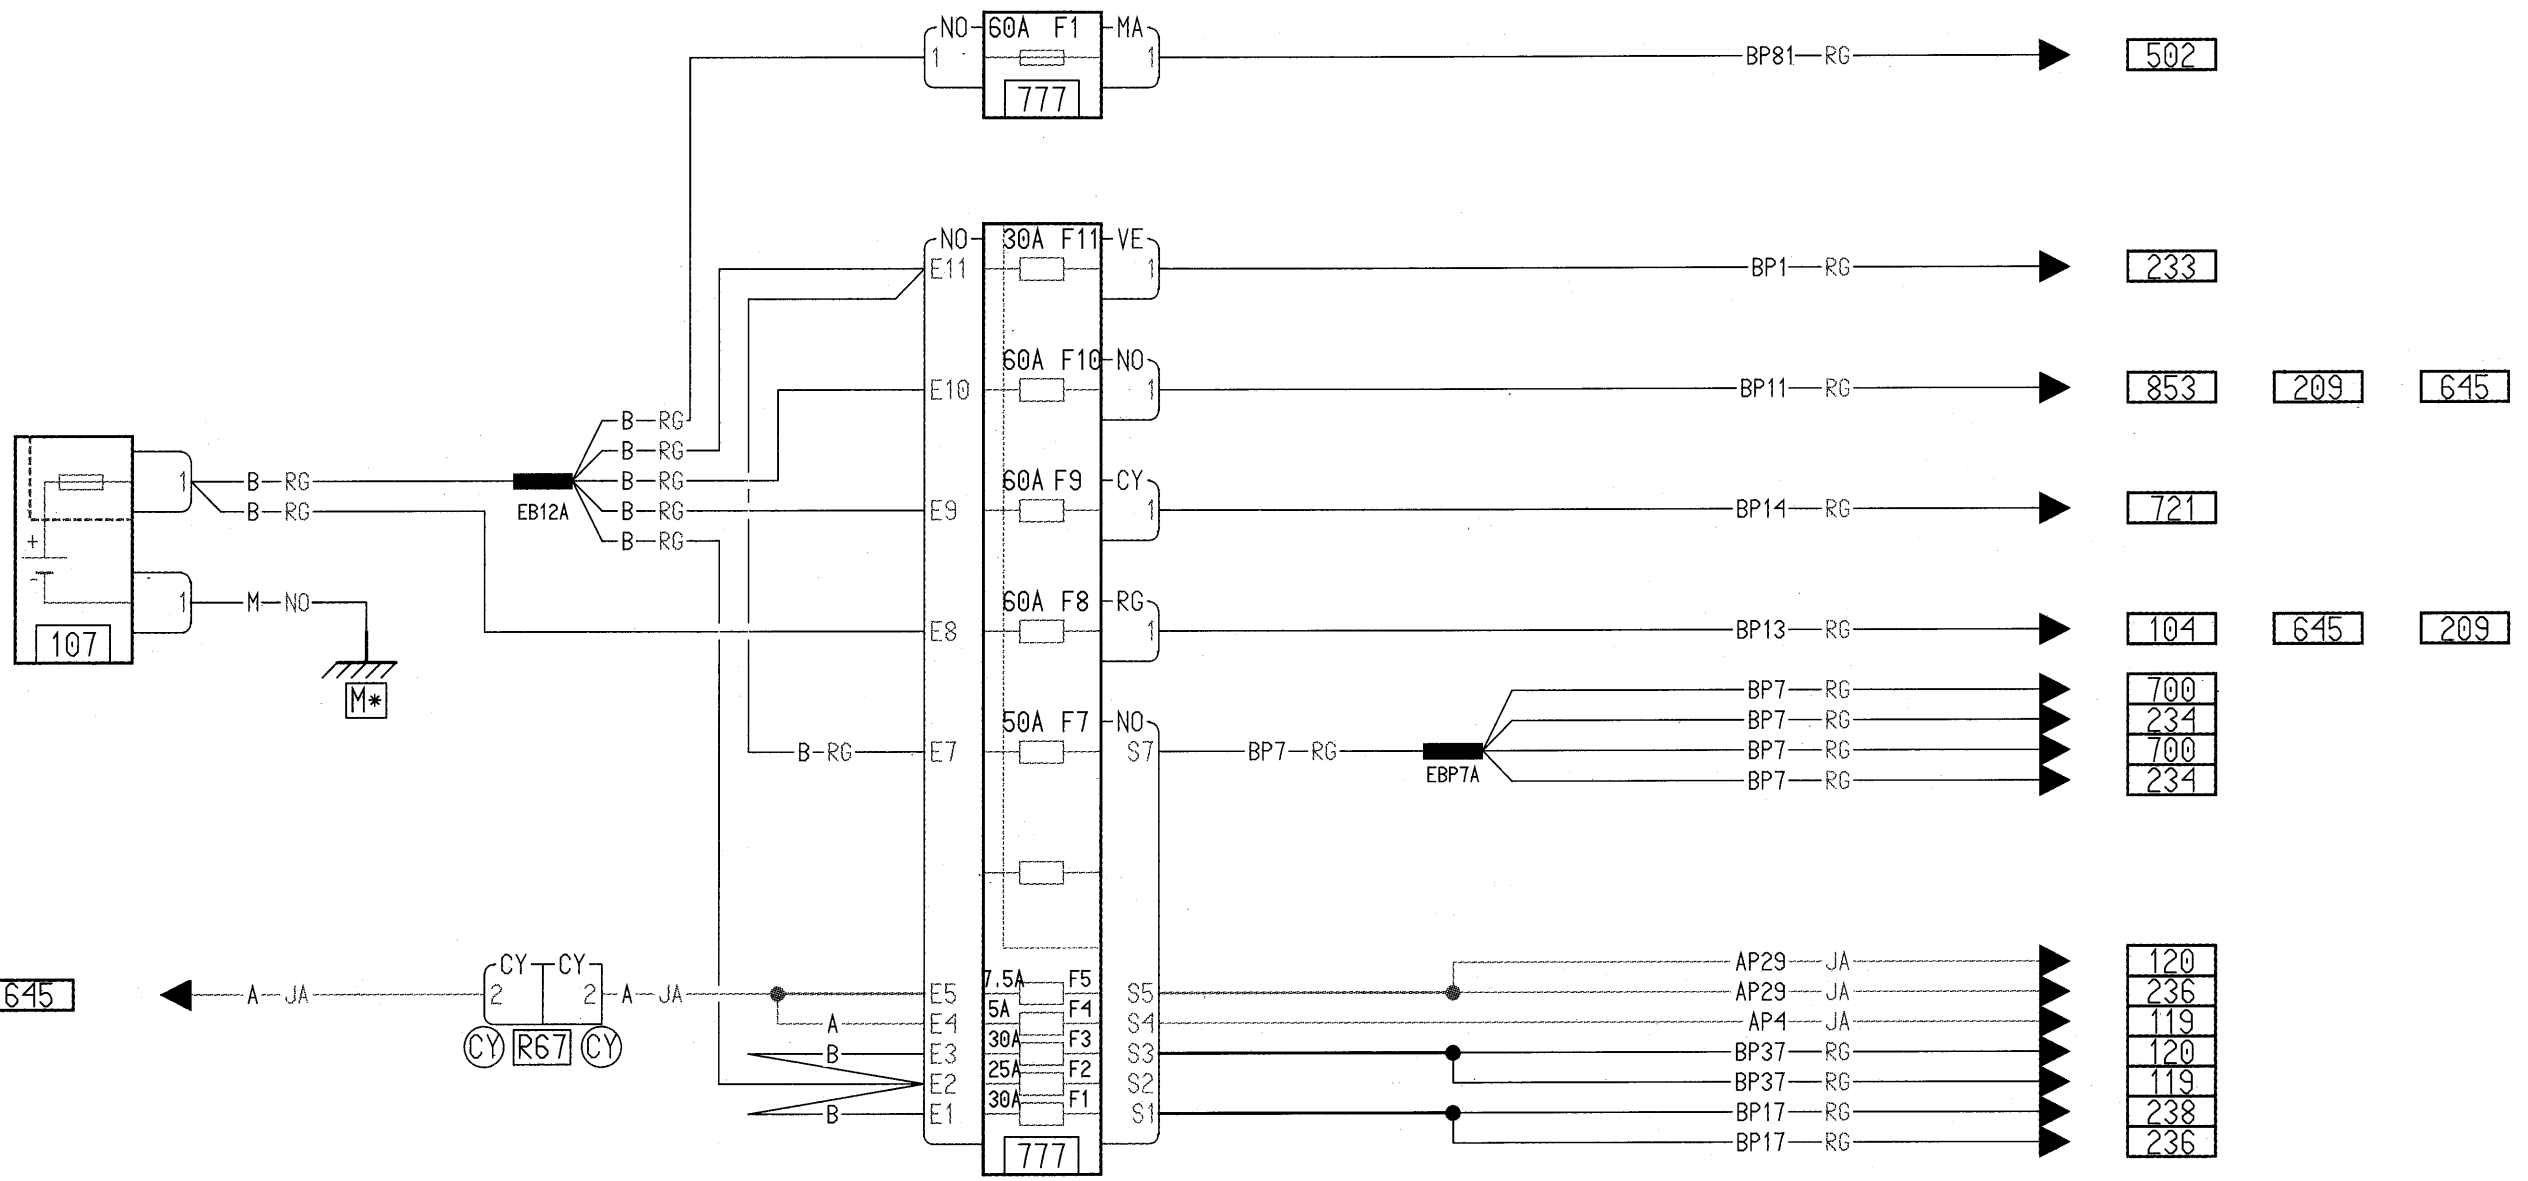 NO 60A F1 MA
1 1 BP81 RG 502
777
NO 30A F11 VE
E11 1 BP1 RG 233
60A F10 NO
E10 1 BP11 RG 853 209 645
B RG
B RG
60A F9 CY
1 B RG B RG
B RG EB12A B RG E9 1 BP14 RG 721
+ B RG
-
60A F8 RG
1 M NO
E8 1 BP13 RG 104 645 209
107
BP7 RG 700
M*
50A F7 NO BP7 RG 234
B RG E7 S7 BP7 RG BP7 RG 700
EBP7A BP7 RG 234
CY CY AP29 JA 120
7.5A F5
645 A JA 2 2 A JA E5 S5 AP29 JA 236
5A F4
A E4 S4 AP4 JA 119
30A F3
CY R67 CY B E3 S3 BP37 RG 120
25A F2
E2 S2 BP37 RG 119
30A F1
B E1 S1 BP17 RG 238
BP17 RG 236
777